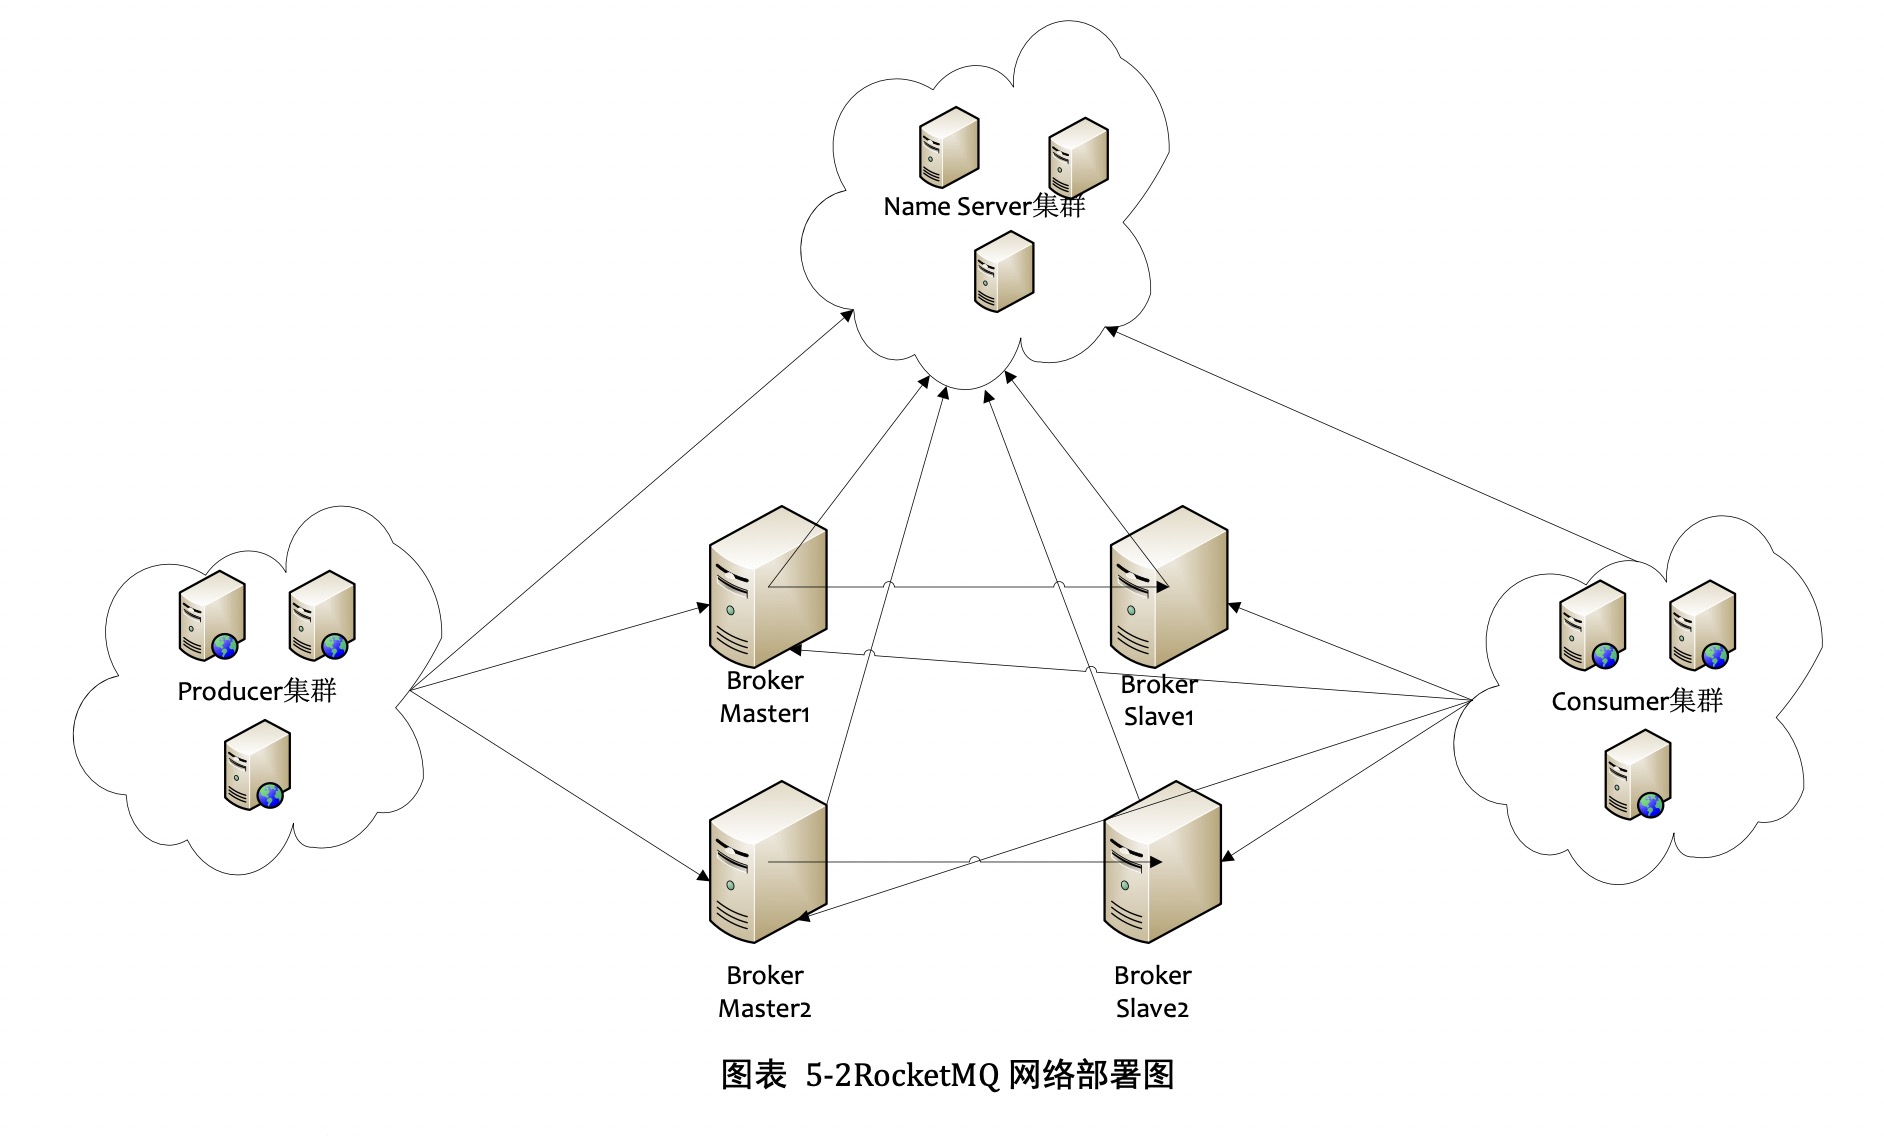 Name Server集群
Producer集群
Broker
Master1
Broker
Slave1
Consumer集群
Broker
Master2
Broker
Slave2
图表 5-2RocketMQ 网络部署图